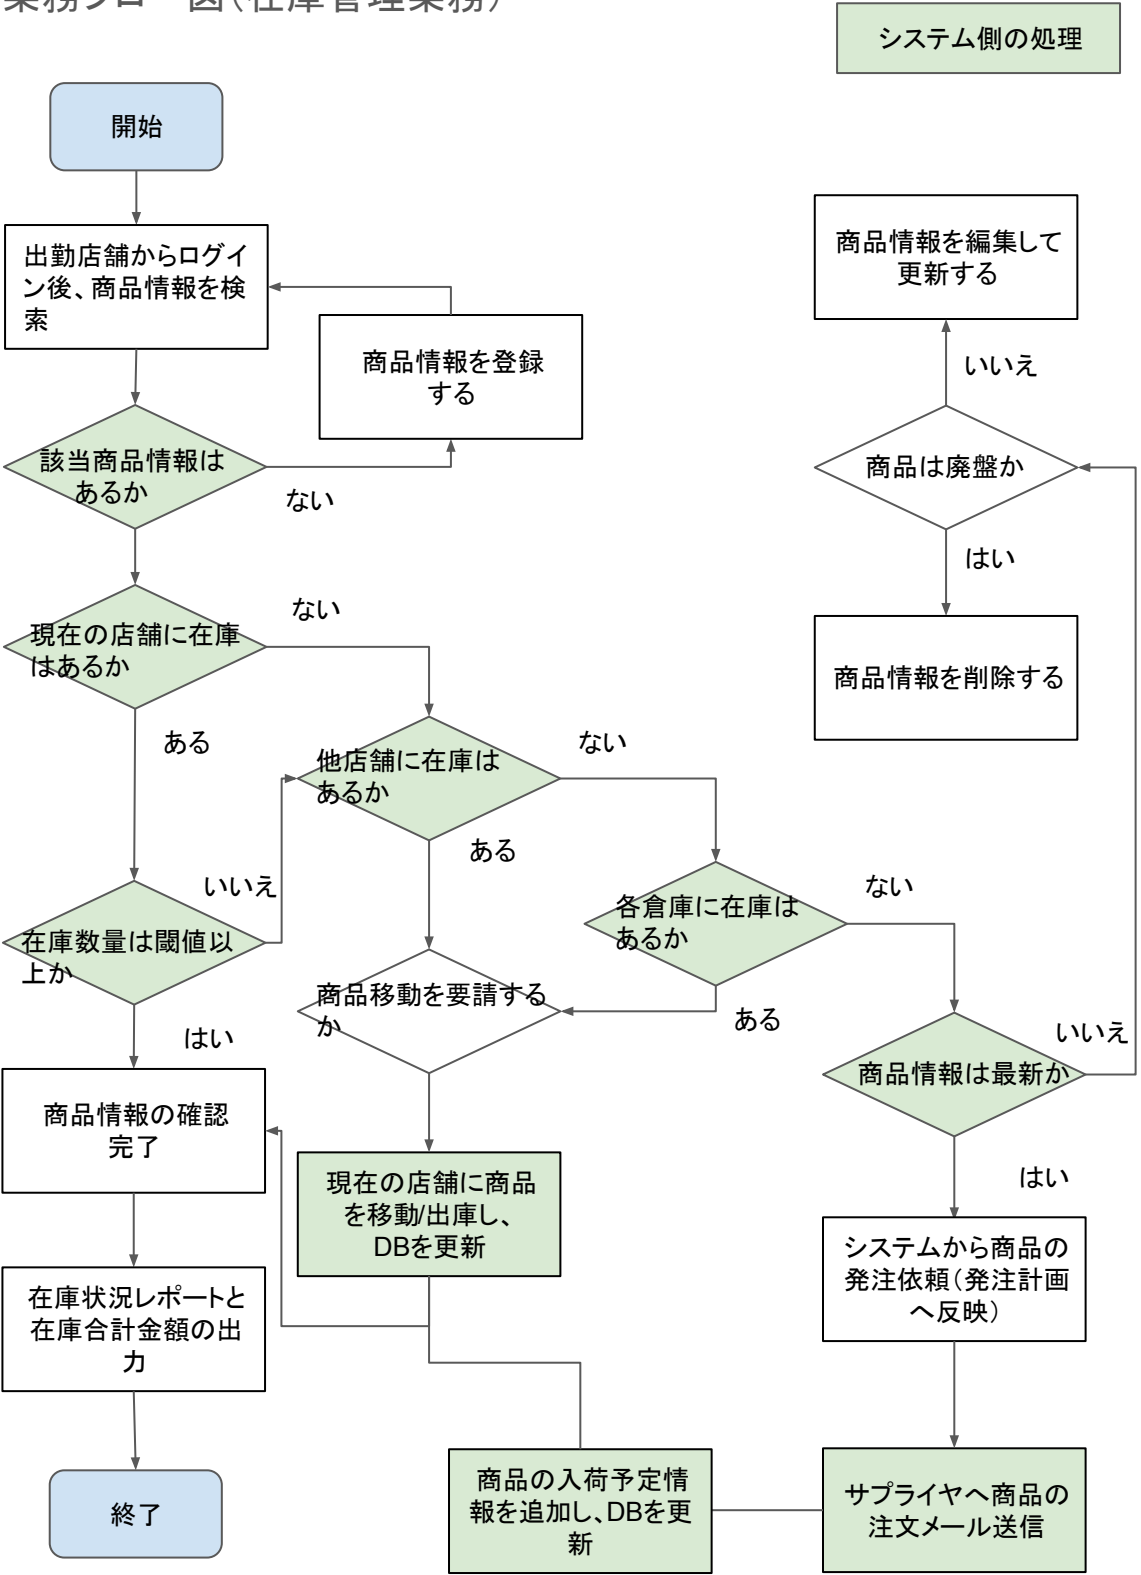 業務フロー図(在庫管理業務)
システム側の処理
開始
出勤店舗からログイ
ン後、商品情報を検
索
商品情報を登録
する
該当商品情報は
あるか
ない
現在の店舗に在庫
はあるか
ない
ある
他店舗に在庫は
あるか
ない
ある
在庫数量は閾値以
上か
いいえ
はい
各倉庫に在庫は
あるか
ない
ある
商品移動を要請する
か
商品情報の確認
完了
現在の店舗に商品
を移動/出庫し、
DBを更新
在庫状況レポートと
在庫合計金額の出
力
終了
商品情報を編集して
更新する
いいえ
商品は廃盤か
はい
商品情報を削除する
商品情報は最新か
いいえ
はい
システムから商品の
発注依頼(発注計画
へ反映)
サプライヤへ商品の
注文メール送信
商品の入荷予定情
報を追加し、DBを更
新